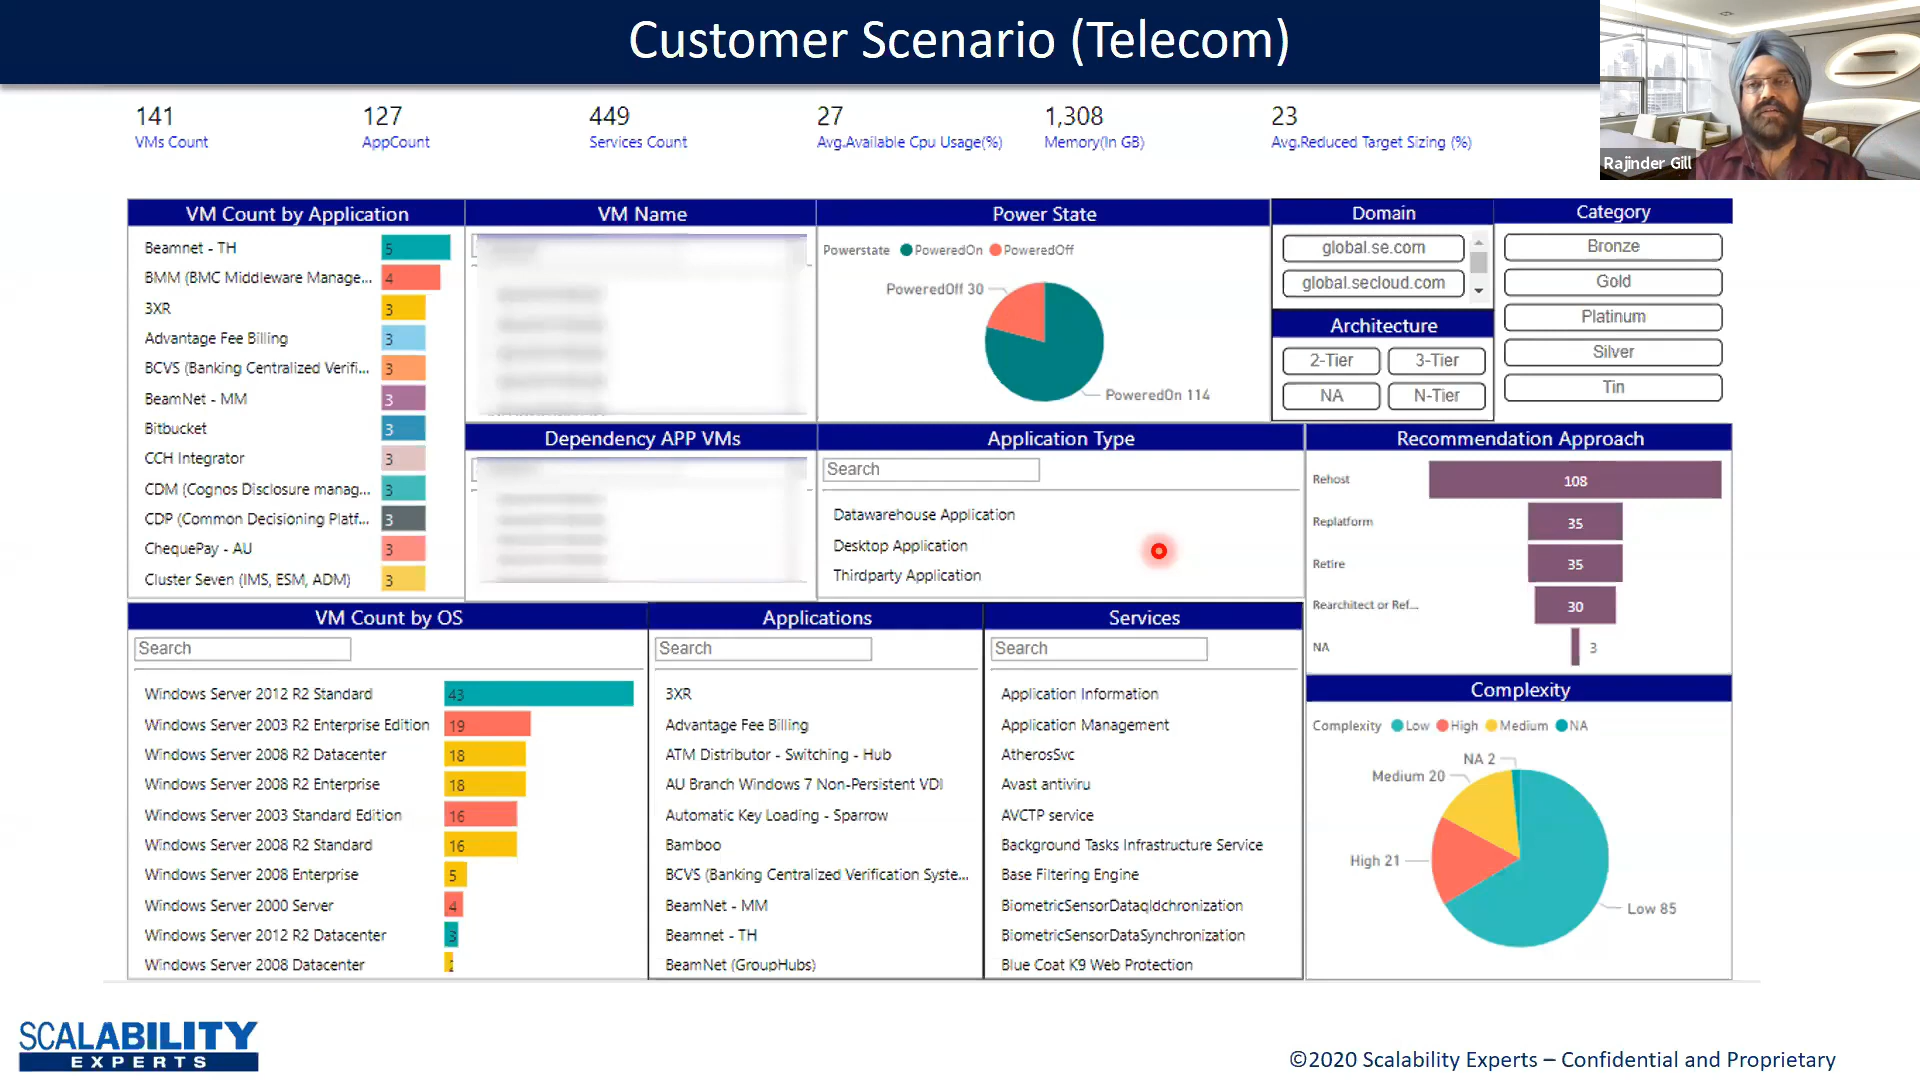 Customer Scenario (Telecom)
Rajinder Gill
141
VMs Count
127
AppCount
449
Services Count
27
Avg.Available Cpu Usage(%)
1,308
Memory(In GB)
23
Avg.Reduced Target Sizing (%)
VM Count by Application
Beamnet - TH 5
BMM (BMC Middleware Manage... 4
3XR 3
Advantage Fee Billing 3
BCVS (Banking Centralized Verifi... 3
BeamNet - MM 3
Bitbucket 3
CCH Integrator 3
CDM (Cognos Disclosure manag... 3
CDP (Common Decisioning Platf... 3
ChequePay - AU 3
Cluster Seven (IMS, ESM, ADM) 3
VM Name
Power State
Powerstate PoweredOn PoweredOff
PoweredOff 30
PoweredOn 114
Domain
global.se.com
global.secloud.com
Architecture
2-Tier 3-Tier
NA N-Tier
Category
Bronze
Gold
Platinum
Silver
Tin
Dependency APP VMs
Application Type
Search
Datawarehouse Application
Desktop Application
Thirdparty Application
Recommendation Approach
Rehost 108
Replatform 35
Retire 35
Rearchitect or Ref... 30
NA 3
VM Count by OS
Search
Windows Server 2012 R2 Standard 43
Windows Server 2003 R2 Enterprise Edition 19
Windows Server 2008 R2 Datacenter 18
Windows Server 2008 R2 Enterprise 18
Windows Server 2003 Standard Edition 16
Windows Server 2008 R2 Standard 16
Windows Server 2008 Enterprise 5
Windows Server 2000 Server 4
Windows Server 2012 R2 Datacenter 3
Windows Server 2008 Datacenter
Applications
Search
3XR
Advantage Fee Billing
ATM Distributor - Switching - Hub
AU Branch Windows 7 Non-Persistent VDI
Automatic Key Loading - Sparrow
Bamboo
BCVS (Banking Centralized Verification Syste...
BeamNet - MM
Beamnet - TH
BeamNet (GroupHubs)
Services
Search
Application Information
Application Management
AtherosSvc
Avast antiviru
AVCTP service
Background Tasks Infrastructure Service
Base Filtering Engine
BiometricSensorDataqldchronization
BiometricSensorDataSynchronization
Blue Coat K9 Web Protection
Complexity
Complexity Low High Medium NA
NA 2
Medium 20
High 21
Low 85
SCALABILITY
EXPERTS
©2020 Scalability Experts – Confidential and Proprietary